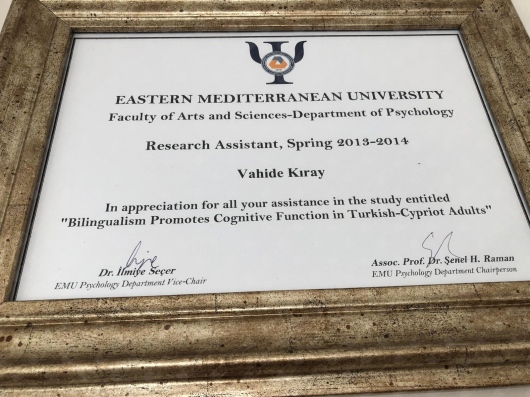 EASTERN MEDITERRANEAN UNIVERSITY
Faculty of Arts and Sciences-Department of Psychology
Research Assistant, Spring 2013-2014
Vahide Kıray
In appreciation for all your assistance in the study entitled
"Bilingualism Promotes Cognitive Function in Turkish-Cypriot Adults"
Dr. Ilmiye Seçer
EMU Psychology Department Vice-Chair
Assoc. Prof. Dr. Şenel H. Raman
EMU Psychology Department Chairperson